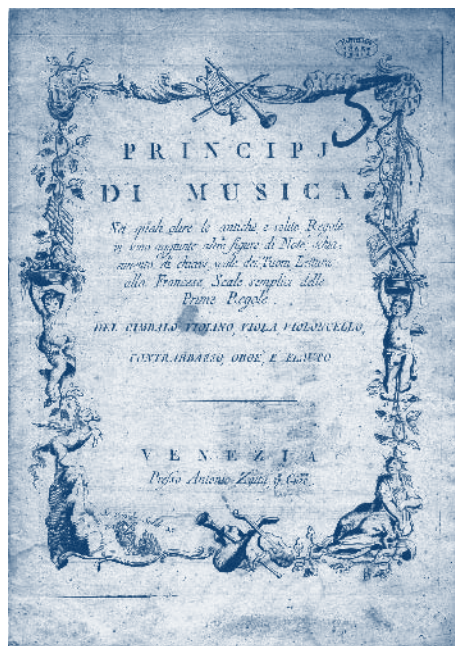 5
PRINCIPJ
DI MUSICA
Nei quali oltre le antiche e solite Regole
vi sono aggiunte altre figure di Note, schia-
rimento di chiavi, scale dei Tuoni, Lettura
alla Francese, Scale semplici delle
Prime Regole.
DEL CIMBALO, VIOLINO, VIOLA VIOLONCELLO,
CONTRABBASSO, OBOE, E FLAUTO
VENEZIA
Presso Antonio Zatta